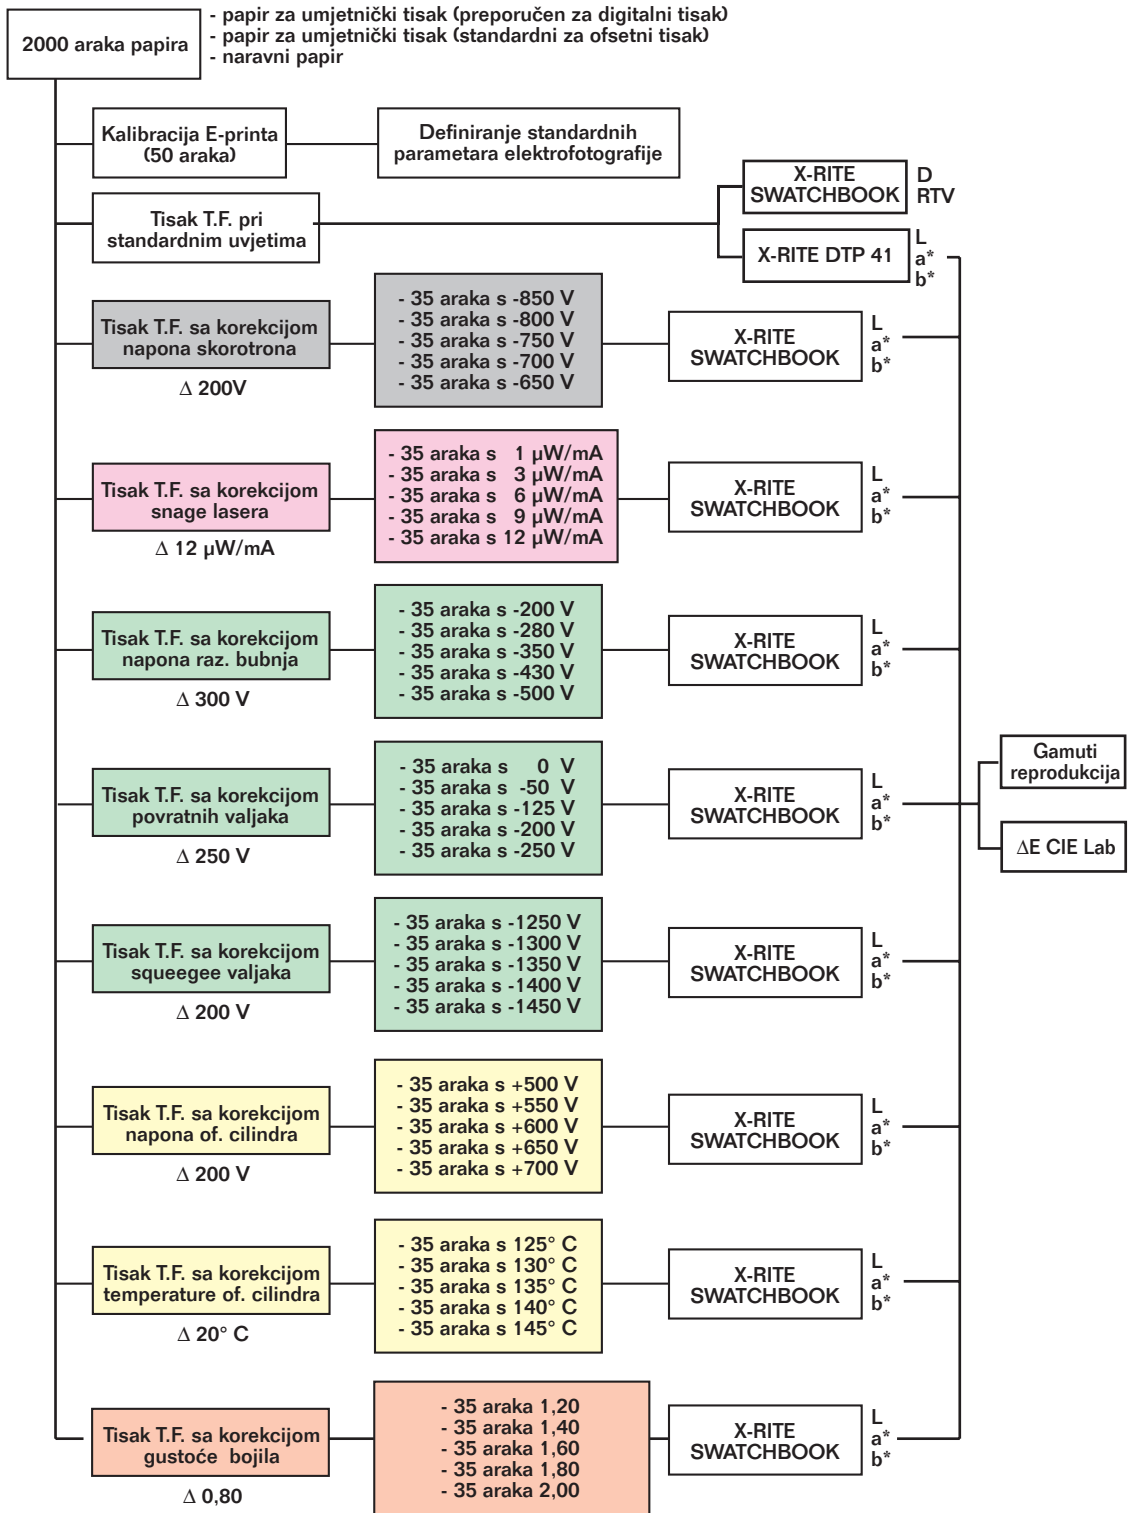 2000 araka papira
- papir za umjetnički tisak (preporučen za digitalni tisak)
- papir za umjetnički tisak (standardni za ofsetni tisak)
- naravni papir
Kalibracija E-printa
(50 araka)
Definiranje standardnih
parametara elektrofotografije
Tisak T.F. pri
standardnim uvjetima
X-RITE
SWATCHBOOK
D
RTV
X-RITE DTP 41
L
a*
b*
Tisak T.F. sa korekcijom
napona skorotrona
Δ 200V
- 35 araka s -850 V
- 35 araka s -800 V
- 35 araka s -750 V
- 35 araka s -700 V
- 35 araka s -650 V
X-RITE
SWATCHBOOK
L
a*
b*
Tisak T.F. sa korekcijom
snage lasera
Δ 12 μW/mA
- 35 araka s 1 μW/mA
- 35 araka s 3 μW/mA
- 35 araka s 6 μW/mA
- 35 araka s 9 μW/mA
- 35 araka s 12 μW/mA
X-RITE
SWATCHBOOK
L
a*
b*
Tisak T.F. sa korekcijom
napona raz. bubnja
Δ 300 V
- 35 araka s -200 V
- 35 araka s -280 V
- 35 araka s -350 V
- 35 araka s -430 V
- 35 araka s -500 V
X-RITE
SWATCHBOOK
L
a*
b*
Tisak T.F. sa korekcijom
povratnih valjaka
Δ 250 V
- 35 araka s 0 V
- 35 araka s -50 V
- 35 araka s -125 V
- 35 araka s -200 V
- 35 araka s -250 V
X-RITE
SWATCHBOOK
L
a*
b*
Gamuti
reprodukcija
ΔE CIE Lab
Tisak T.F. sa korekcijom
squeegee valjaka
Δ 200 V
- 35 araka s -1250 V
- 35 araka s -1300 V
- 35 araka s -1350 V
- 35 araka s -1400 V
- 35 araka s -1450 V
X-RITE
SWATCHBOOK
L
a*
b*
Tisak T.F. sa korekcijom
napona of. cilindra
Δ 200 V
- 35 araka s +500 V
- 35 araka s +550 V
- 35 araka s +600 V
- 35 araka s +650 V
- 35 araka s +700 V
X-RITE
SWATCHBOOK
L
a*
b*
Tisak T.F. sa korekcijom
temperature of. cilindra
Δ 20° C
- 35 araka s 125° C
- 35 araka s 130° C
- 35 araka s 135° C
- 35 araka s 140° C
- 35 araka s 145° C
X-RITE
SWATCHBOOK
L
a*
b*
Tisak T.F. sa korekcijom
gustoće bojila
Δ 0,80
- 35 araka 1,20
- 35 araka 1,40
- 35 araka 1,60
- 35 araka 1,80
- 35 araka 2,00
X-RITE
SWATCHBOOK
L
a*
b*